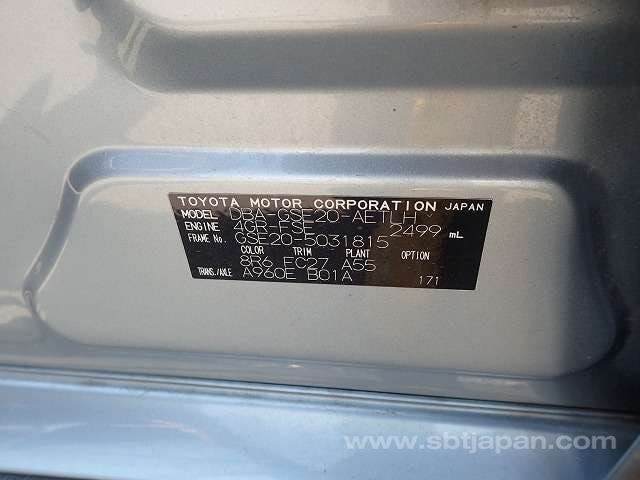 TOYOTA MOTOR CORPORATION JAPAN
MODEL DBA-GSE20-AETLH
ENGINE 4GR-FSE 2499 mL
FRAME No. GSE20-5031815
COLOR TRIM PLANT OPTION
8R6 FC27 A55
TRANS./AXLE A960E B01A 171
www.sbtjapan.com/